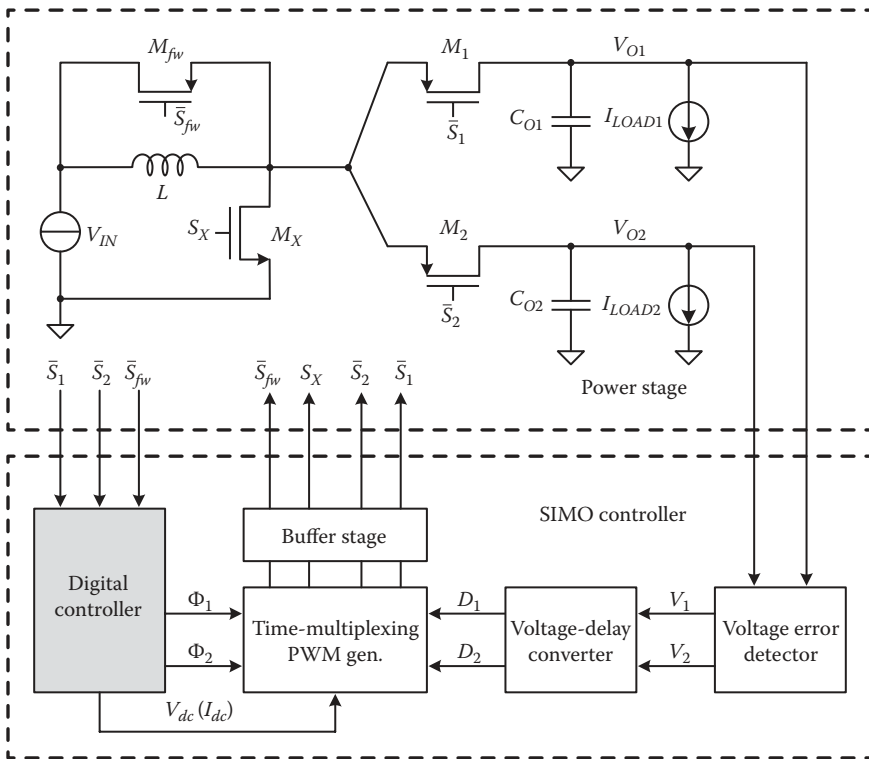 M_fw
S̄_fw
L
V_IN
S_X
M_X
M_1
S̄_1
V_O1
C_O1
I_LOAD1
M_2
S̄_2
V_O2
C_O2
I_LOAD2
Power stage
S̄_1 S̄_2 S̄_fw
S̄_fw S_X S̄_2 S̄_1
SIMO controller
Buffer stage
Digital
controller
Φ_1
Φ_2
Time-multiplexing
PWM gen.
D_1
D_2
Voltage-delay
converter
V_1
V_2
Voltage error
detector
V_dc (I_dc)